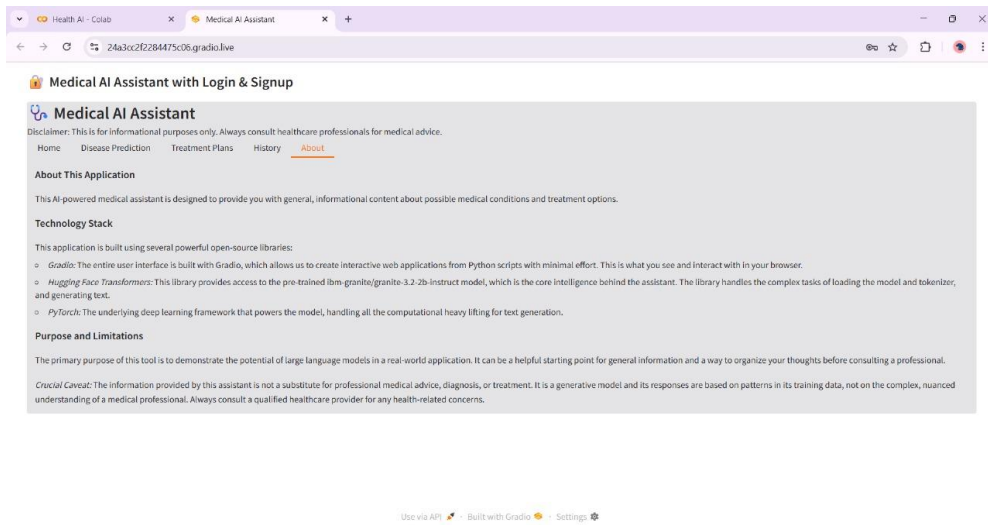 Health AI - Colab
Medical AI Assistant
24a3cc2f2284475c06.gradio.live
Medical AI Assistant with Login & Signup
Medical AI Assistant
Disclaimer: This is for informational purposes only. Always consult healthcare professionals for medical advice.
Home Disease Prediction Treatment Plans History About
About This Application
This AI-powered medical assistant is designed to provide you with general, informational content about possible medical conditions and treatment options.
Technology Stack
This application is built using several powerful open-source libraries:
Gradio: The entire user interface is built with Gradio, which allows us to create interactive web applications from Python scripts with minimal effort. This is what you see and interact with in your browser.
Hugging Face Transformers: This library provides access to the pre-trained ibm-granite/granite-3.2-2b-instruct model, which is the core intelligence behind the assistant. The library handles the complex tasks of loading the model and tokenizer,
and generating text.
PyTorch: The underlying deep learning framework that powers the model, handling all the computational heavy lifting for text generation.
Purpose and Limitations
The primary purpose of this tool is to demonstrate the potential of large language models in a real-world application. It can be a helpful starting point for general information and a way to organize your thoughts before consulting a professional.
Crucial Caveat: The information provided by this assistant is not a substitute for professional medical advice, diagnosis, or treatment. It is a generative model and its responses are based on patterns in its training data, not on the complex, nuanced
understanding of a medical professional. Always consult a qualified healthcare provider for any health-related concerns.
Use via API · Built with Gradio · Settings